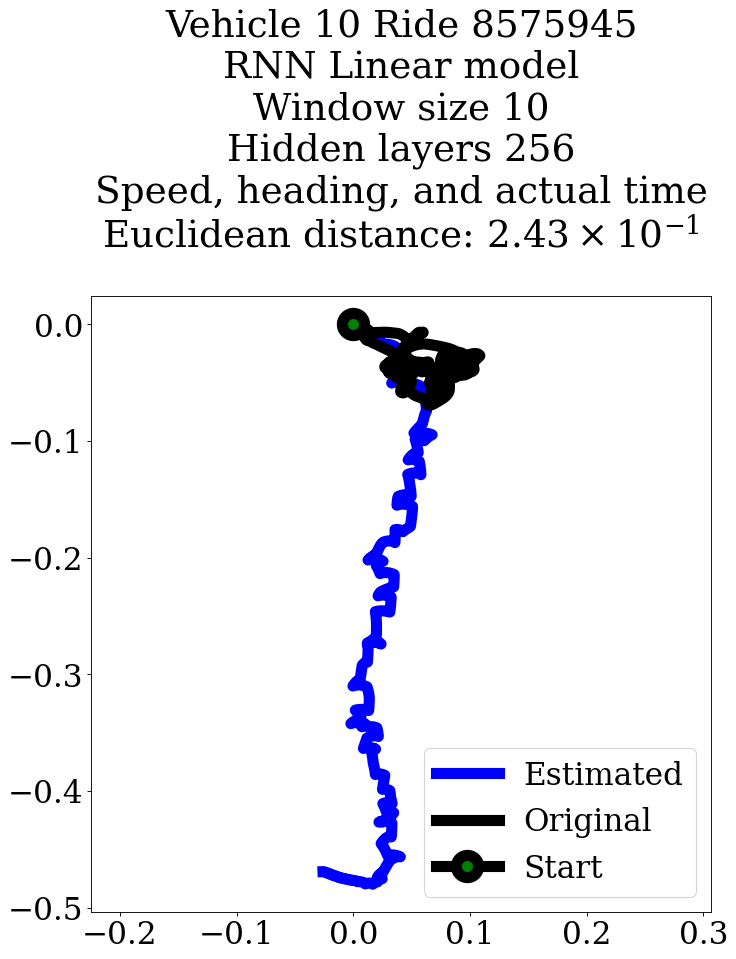 Vehicle 10 Ride 8575945
RNN Linear model
Window size 10
Hidden layers 256
Speed, heading, and actual time
Euclidean distance: 2.43 × 10⁻¹
0.0
−0.1
−0.2
−0.3
−0.4
−0.5
Estimated
Original
Start
−0.2 −0.1 0.0 0.1 0.2 0.3